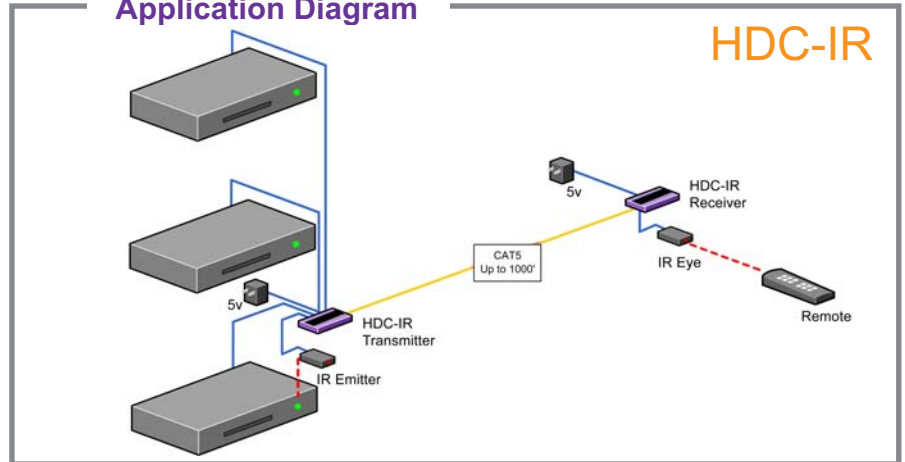 Application Diagram
HDC-IR
5v
HDC-IR
Receiver
CAT5
Up to 1000'
IR Eye
Remote
5v
HDC-IR
Transmitter
IR Emitter